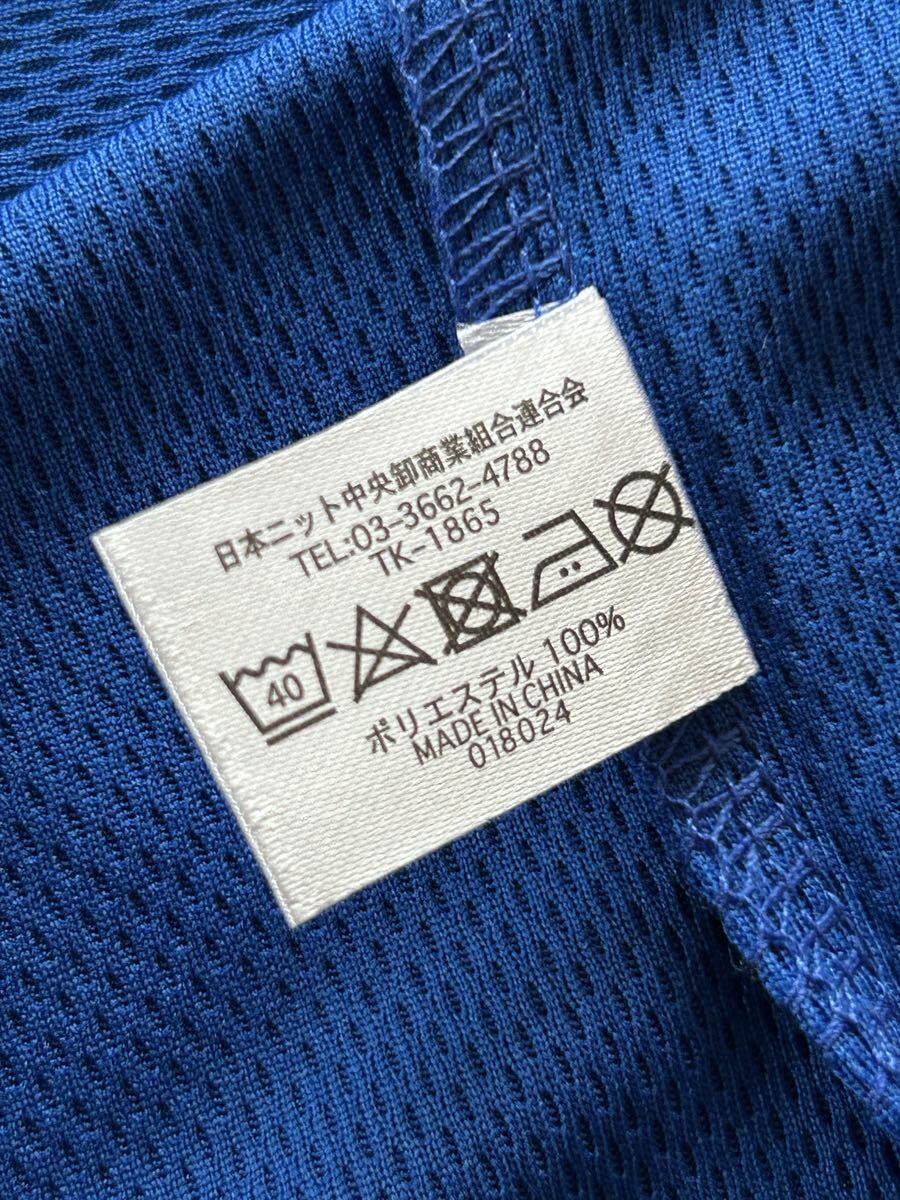 日本ニット中央卸商業組合連合会
TEL:03-3662-4788
TK-1865
40
ポリエステル 100%
MADE IN CHINA
018024